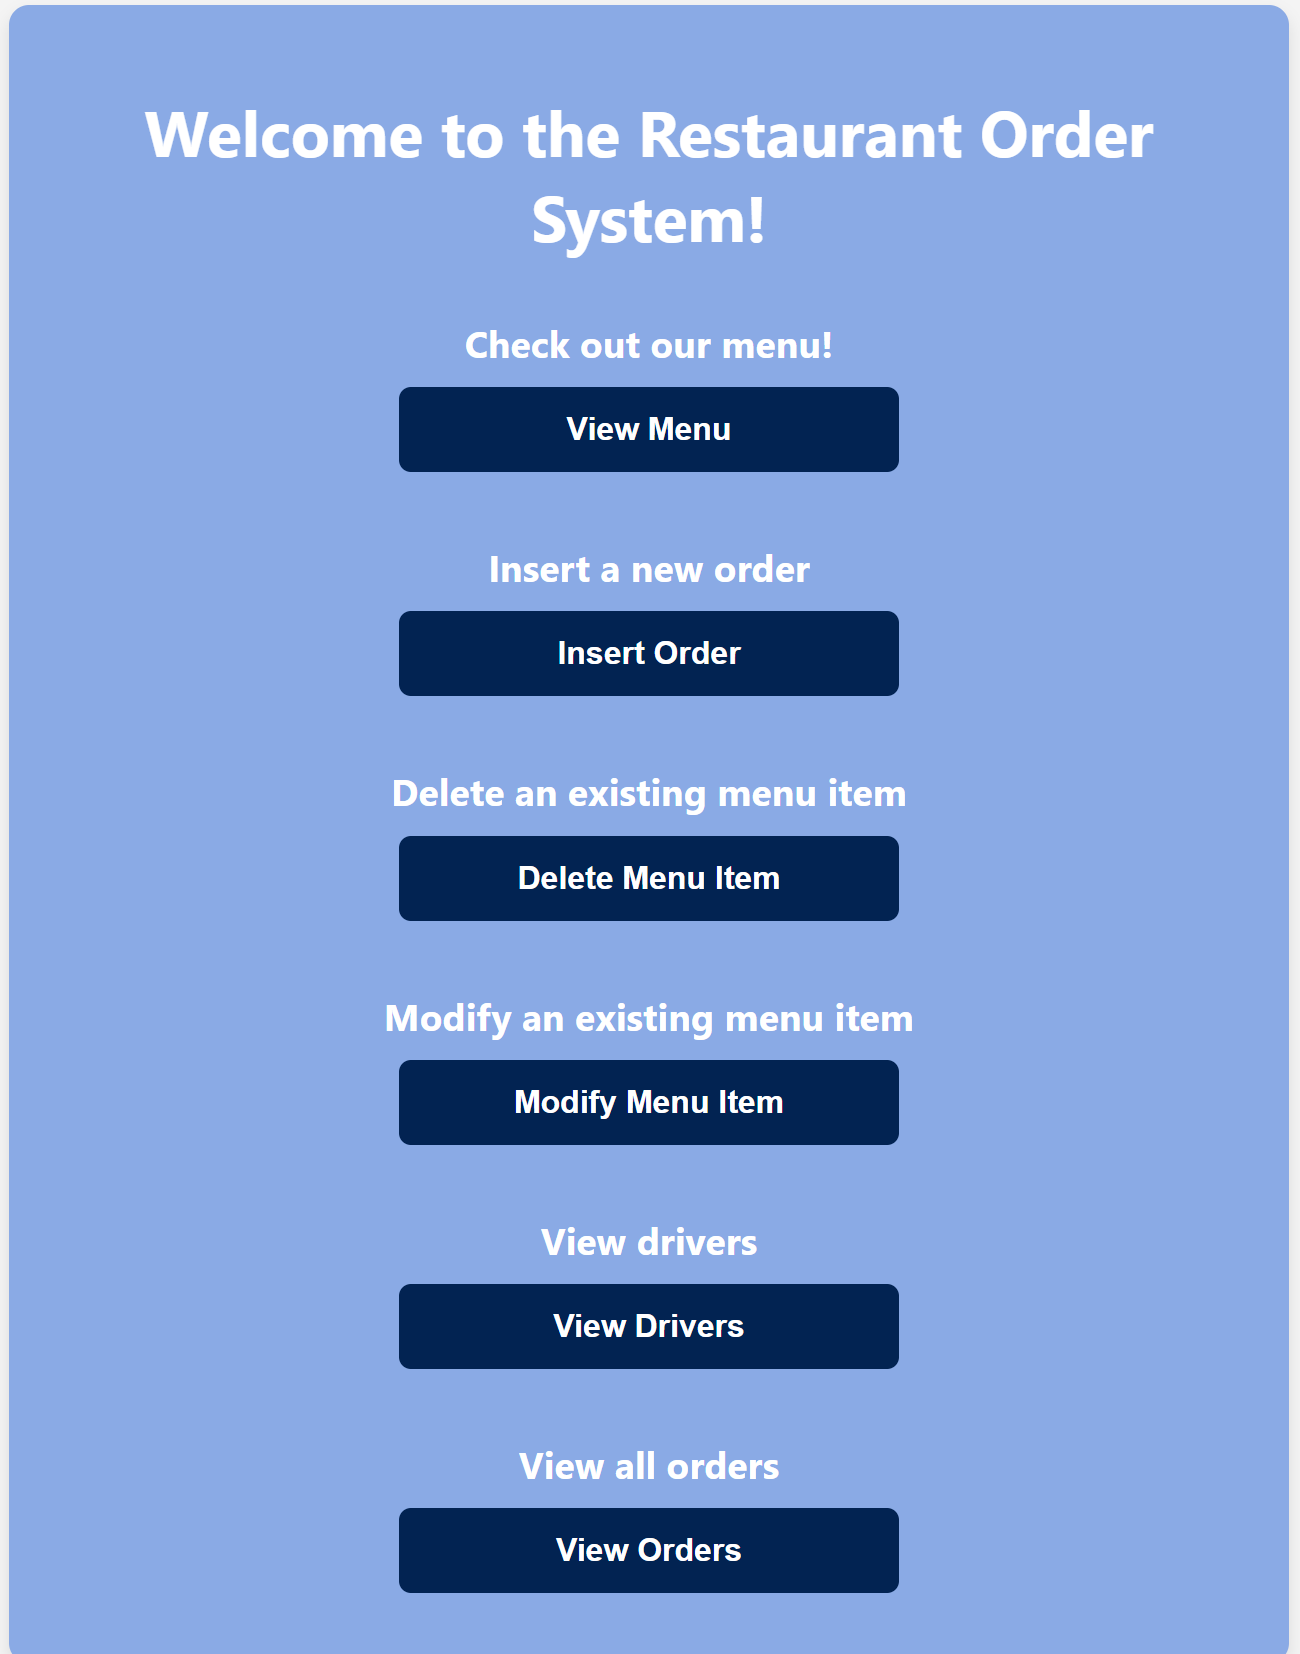 Welcome to the Restaurant Order
System!
Check out our menu!
View Menu
Insert a new order
Insert Order
Delete an existing menu item
Delete Menu Item
Modify an existing menu item
Modify Menu Item
View drivers
View Drivers
View all orders
View Orders